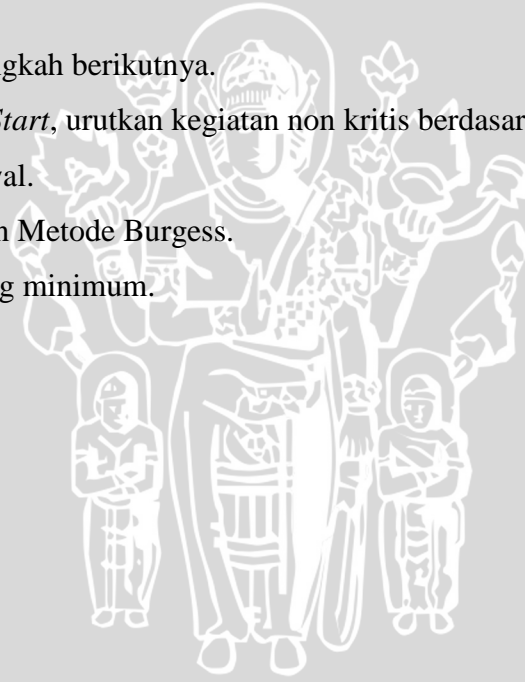 gkah berikutnya.
Start, urutkan kegiatan non kritis berdasar
al.
n Metode Burgess.
g minimum.